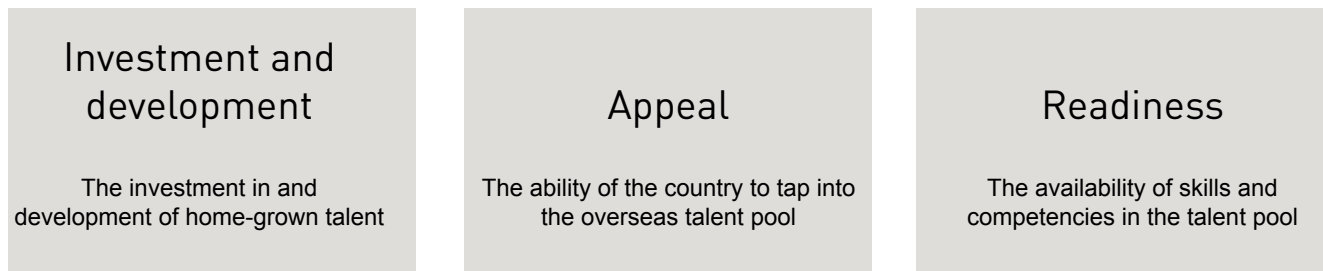 Investment and
development
The investment in and
development of home-grown talent
Appeal
The ability of the country to tap into
the overseas talent pool
Readiness
The availability of skills and
competencies in the talent pool